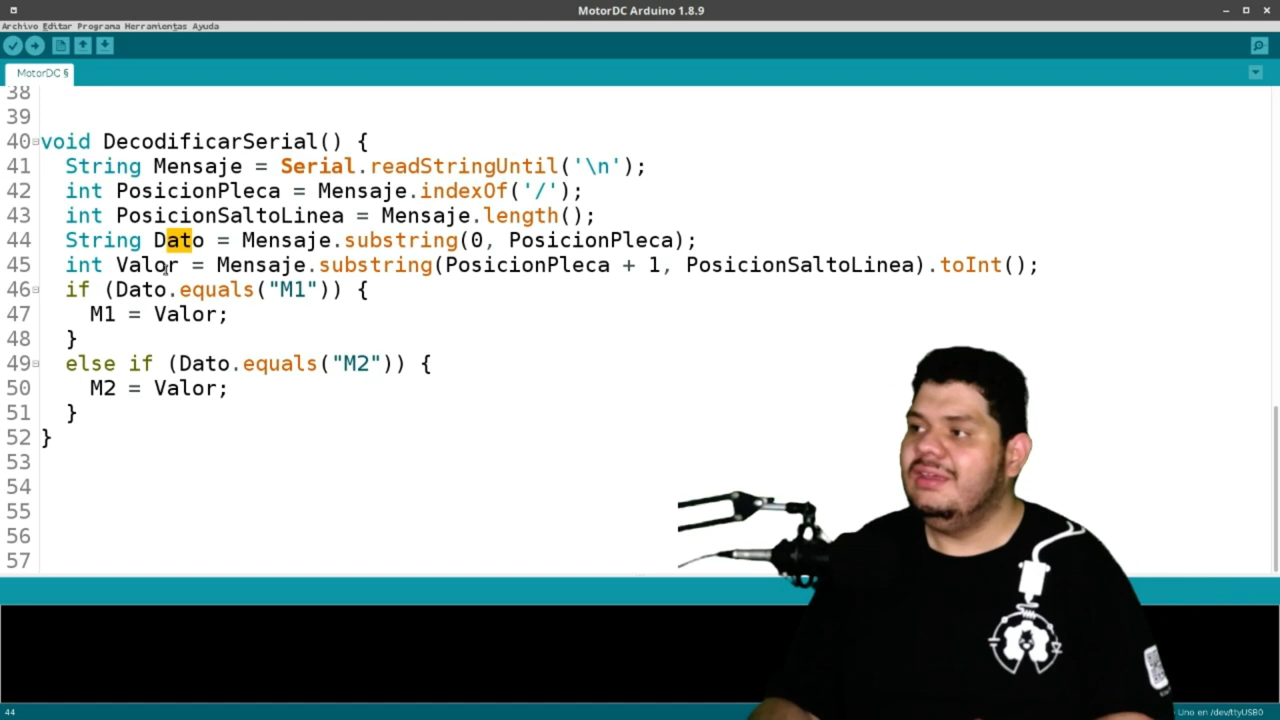 MotorDC Arduino 1.8.9
Archivo Editar Programa Herramientas Ayuda
MotorDC §
38
39
40 void DecodificarSerial() {
41 String Mensaje = Serial.readStringUntil('\n');
42 int PosicionPleca = Mensaje.indexOf('/');
43 int PosicionSaltoLinea = Mensaje.length();
44 String Dato = Mensaje.substring(0, PosicionPleca);
45 int Valor = Mensaje.substring(PosicionPleca + 1, PosicionSaltoLinea).toInt();
46 if (Dato.equals("M1")) {
47 M1 = Valor;
48 }
49 else if (Dato.equals("M2")) {
50 M2 = Valor;
51 }
52 }
53
54
55
56
57
44
Uno en /dev/ttyUSB0